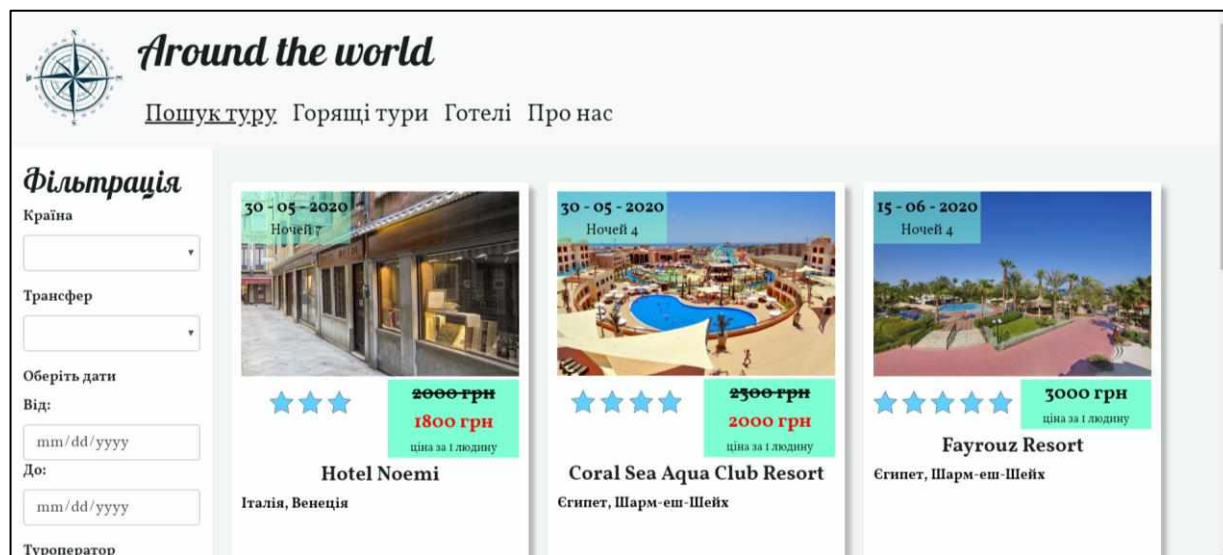 Around the world
Пошук туру Горящі тури Готелі Про нас
Фільтрація
Країна
Трансфер
Оберіть дати
Від:
mm/dd/yyyy
До:
mm/dd/yyyy
Туроператор
30 - 05 - 2020
Ночей 7
2000 грн
1800 грн
ціна за 1 людину
Hotel Noemi
Італія, Венеція
30 - 05 - 2020
Ночей 4
2300 грн
2000 грн
ціна за 1 людину
Coral Sea Aqua Club Resort
Єгипет, Шарм-еш-Шейх
15 - 06 - 2020
Ночей 4
3000 грн
ціна за 1 людину
Fayrouz Resort
Єгипет, Шарм-еш-Шейх